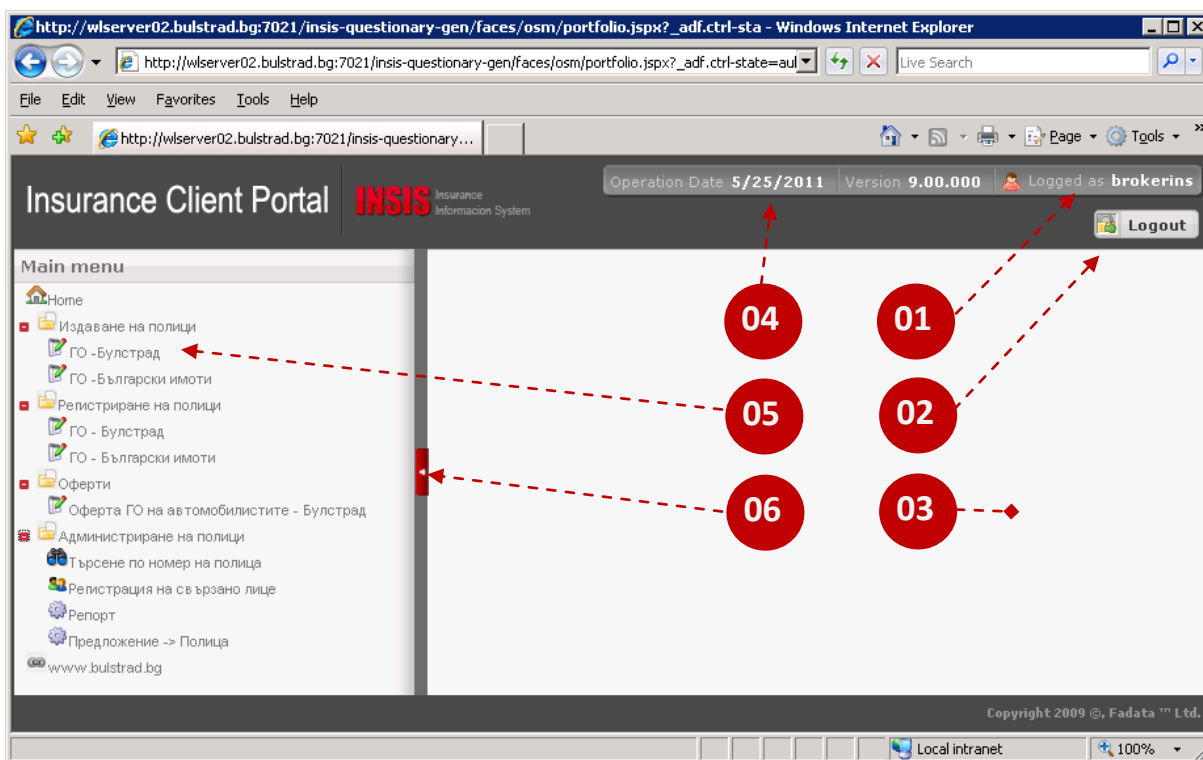 http://wlserver02.bulstrad.bg:7021/insis-questionary-gen/faces/osm/portfolio.jspx?_adf.ctrl-sta - Windows Internet Explorer
http://wlserver02.bulstrad.bg:7021/insis-questionary-gen/faces/osm/portfolio.jspx?_adf.ctrl-state=aul
Live Search
File Edit View Favorites Tools Help
http://wlserver02.bulstrad.bg:7021/insis-questionary...
Page Tools »
Insurance Client Portal
INSIS Insurance Informacion System
Operation Date 5/25/2011 Version 9.00.000 Logged as brokerins
Logout
Main menu
Home
Издаване на полици
ГО -Булстрад
ГО -Български имоти
Регистриране на полици
ГО - Булстрад
ГО - Български имоти
Оферти
Оферта ГО на автомобилистите - Булстрад
Администриране на полици
Търсене по номер на полица
Регистрация на свързано лице
Репорт
Предложение -> Полица
www.bulstrad.bg
04 01
05 02
06 03
Copyright 2009 ©, Fadata ™ Ltd.
Local intranet
100%